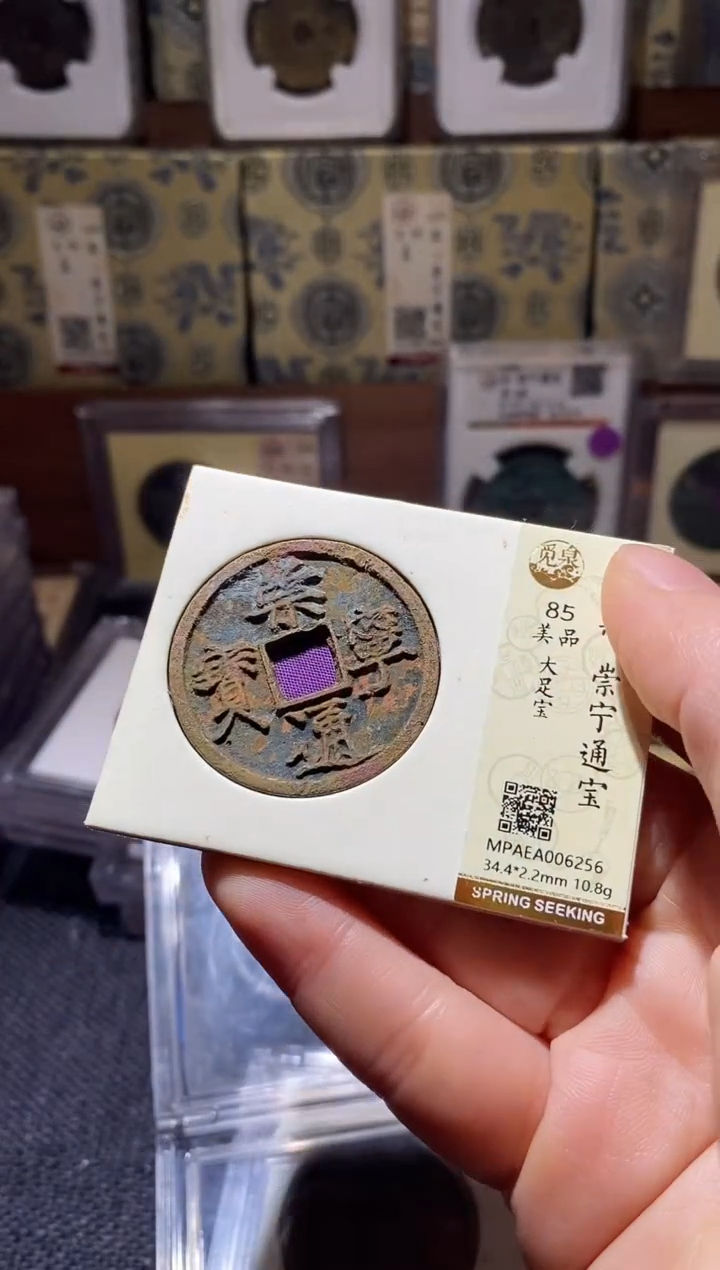 崇
寧
通
寶
觅泉
85
美品
大足宝
崇宁通宝
MPAEA006256
34.4*2.2mm 10.8g
SPRING SEEKING